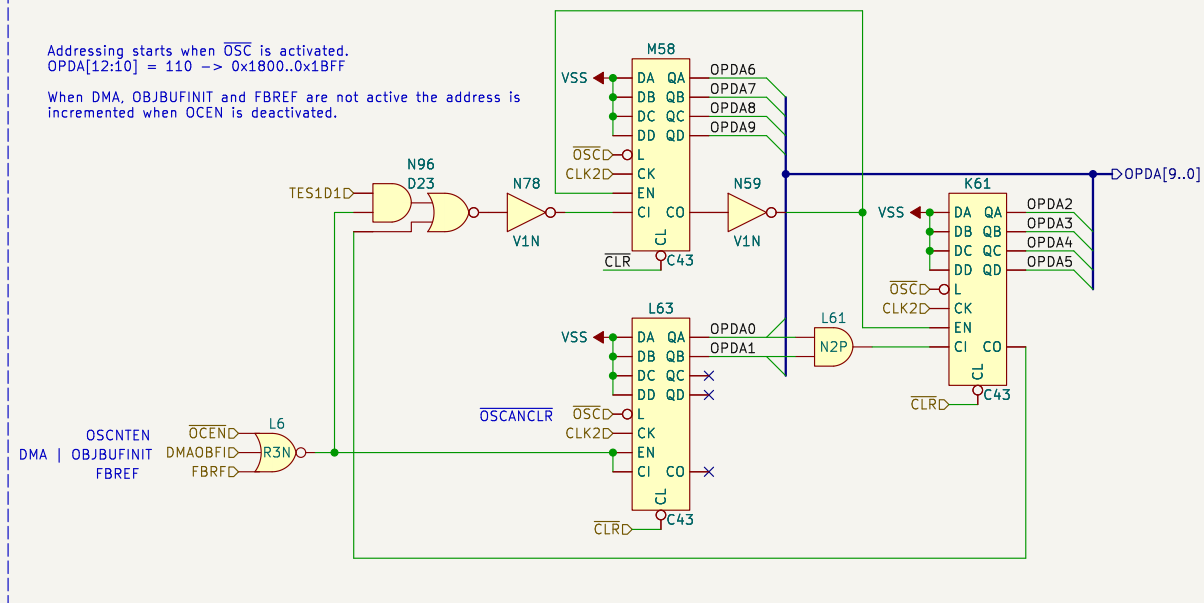 Addressing starts when OSC is activated.
OPDA[12:10] = 110 -> 0x1800..0x1BFF
When DMA, OBJBUFINIT and FBREF are not active the address is
incremented when OCEN is deactivated.
M58
VSS
DA QA OPDA6
DB QB OPDA7
DC QC OPDA8
DD QD OPDA9
OSC L
CLK2 CK
EN
CI CO
CL
CLR
C43
N96
D23
TES1D1
N78
V1N
N59
V1N
OPDA[9..0]
K61
VSS
DA QA OPDA2
DB QB OPDA3
DC QC OPDA4
DD QD OPDA5
OSC L
CLK2 CK
EN
CI CO
CL
CLR
C43
L63
VSS
DA QA OPDA0
DB QB OPDA1
DC QC
DD QD
OSCANCLR
OSC L
CLK2 CK
EN
CI CO
CL
CLR
C43
L61
N2P
OSCNTEN
DMA | OBJBUFINIT
FBREF
OCEN
DMAOBFI
FBRF
L6
R3N